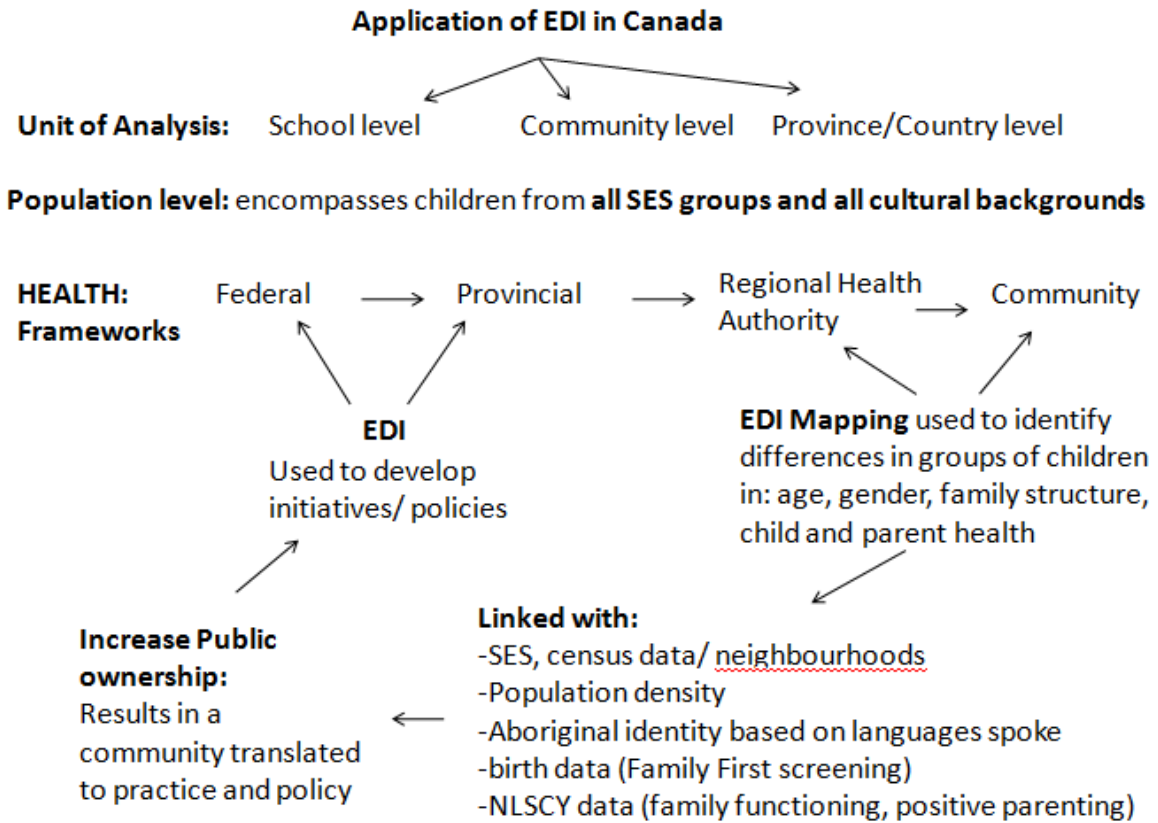 Application of EDI in Canada
Unit of Analysis: School level Community level Province/Country level
Population level: encompasses children from all SES groups and all cultural backgrounds
HEALTH:
Frameworks
Federal
Provincial
Regional Health
Authority
Community
EDI
Used to develop
initiatives/ policies
EDI Mapping used to identify
differences in groups of children
in: age, gender, family structure,
child and parent health
Increase Public
ownership:
Results in a
community translated
to practice and policy
Linked with:
-SES, census data/ neighbourhoods
-Population density
-Aboriginal identity based on languages spoke
-birth data (Family First screening)
-NLSCY data (family functioning, positive parenting)